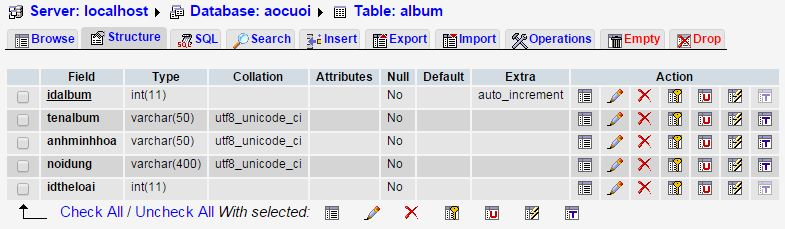 Server: localhost Database: aocuoi Table: album
Browse Structure SQL Search Insert Export Import Operations Empty Drop
Field Type Collation Attributes Null Default Extra Action
idalbum int(11) No auto_increment
tenalbum varchar(50) utf8_unicode_ci No
anhminhhoa varchar(50) utf8_unicode_ci No
noidung varchar(400) utf8_unicode_ci No
idtheloai int(11) No
Check All / Uncheck All With selected: